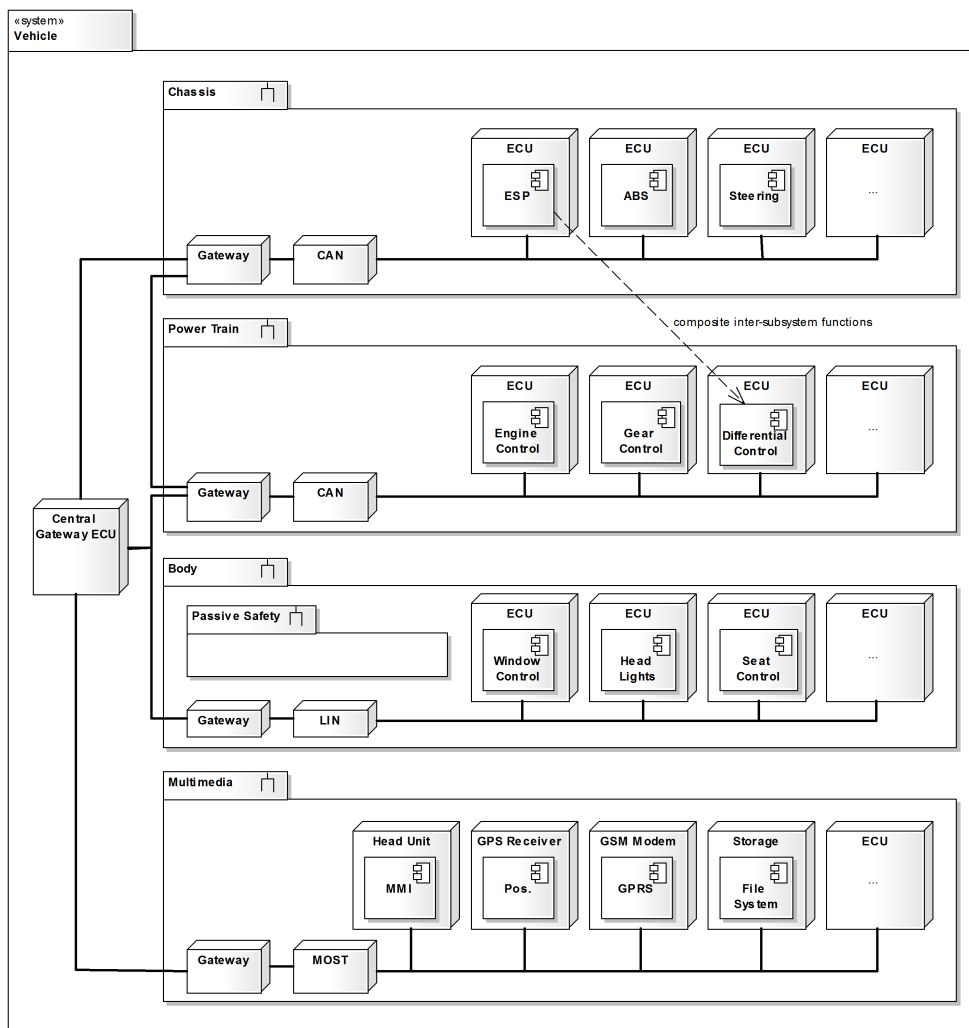 «system»
Vehicle
Chassis
ECU
ECU
ECU
ECU
ESP
ABS
Steering
...
Gateway
CAN
composite inter-subsystem functions
Power Train
ECU
ECU
ECU
ECU
Engine
Control
Gear
Control
Differential
Control
...
Gateway
CAN
Central
Gateway ECU
Body
Passive Safety
ECU
ECU
ECU
ECU
Window
Control
Head
Lights
Seat
Control
...
Gateway
LIN
Multimedia
Head Unit
GPS Receiver
GSM Modem
Storage
ECU
MMI
Pos.
GPRS
File
System
...
Gateway
MOST